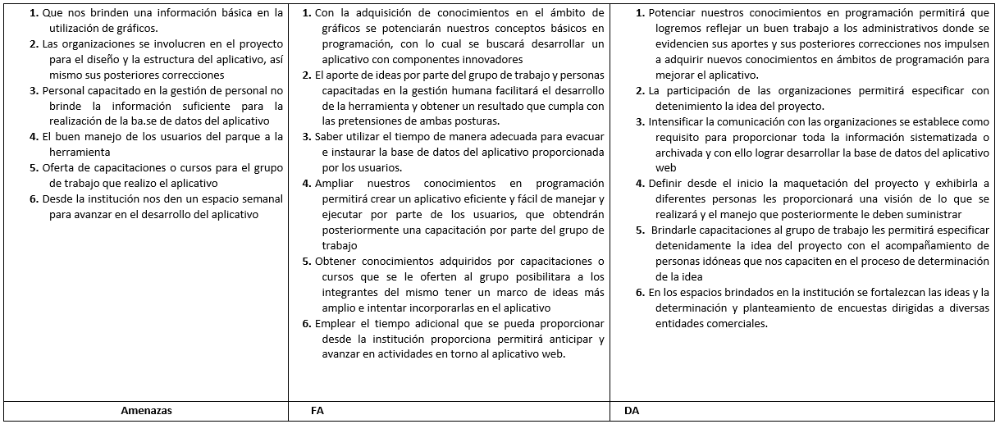 1. Que nos brinden una información básica en la
utilización de gráficos.
2. Las organizaciones se involucren en el proyecto
para el diseño y la estructura del aplicativo, así
mismo sus posteriores correcciones
3. Personal capacitado en la gestión de personal no
brinde la información suficiente para la
realización de la ba.se de datos del aplicativo
4. El buen manejo de los usuarios del parque a la
herramienta
5. Oferta de capacitaciones o cursos para el grupo
de trabajo que realizo el aplicativo
6. Desde la institución nos den un espacio semanal
para avanzar en el desarrollo del aplicativo
1. Con la adquisición de conocimientos en el ámbito de
gráficos se potenciarán nuestros conceptos básicos en
programación, con lo cual se buscará desarrollar un
aplicativo con componentes innovadores
2. El aporte de ideas por parte del grupo de trabajo y personas
capacitadas en la gestión humana facilitará el desarrollo
de la herramienta y obtener un resultado que cumpla con
las pretensiones de ambas posturas.
3. Saber utilizar el tiempo de manera adecuada para evacuar
e instaurar la base de datos del aplicativo proporcionada
por los usuarios.
4. Ampliar nuestros conocimientos en programación
permitirá crear un aplicativo eficiente y fácil de manejar y
ejecutar por parte de los usuarios, que obtendrán
posteriormente una capacitación por parte del grupo de
trabajo
5. Obtener conocimientos adquiridos por capacitaciones o
cursos que se le oferten al grupo posibilitara a los
integrantes del mismo tener un marco de ideas más
amplio e intentar incorporarlas en el aplicativo
6. Emplear el tiempo adicional que se pueda proporcionar
desde la institución proporciona permitirá anticipar y
avanzar en actividades en torno al aplicativo web.
1. Potenciar nuestros conocimientos en programación permitirá que
logremos reflejar un buen trabajo a los administrativos donde se
evidencien sus aportes y sus posteriores correcciones nos impulsen
a adquirir nuevos conocimientos en ámbitos de programación para
mejorar el aplicativo.
2. La participación de las organizaciones permitirá especificar con
detenimiento la idea del proyecto.
3. Intensificar la comunicación con las organizaciones se establece como
requisito para proporcionar toda la información sistematizada o
archivada y con ello lograr desarrollar la base de datos del aplicativo
web
4. Definir desde el inicio la maquetación del proyecto y exhibirla a
diferentes personas les proporcionará una visión de lo que se
realizará y el manejo que posteriormente le deben suministrar
5. Brindarle capacitaciones al grupo de trabajo les permitirá especificar
detenidamente la idea del proyecto con el acompañamiento de
personas idóneas que nos capaciten en el proceso de determinación
de la idea
6. En los espacios brindados en la institución se fortalezcan las ideas y la
determinación y planteamiento de encuestas dirigidas a diversas
entidades comerciales.
Amenazas
FA
DA